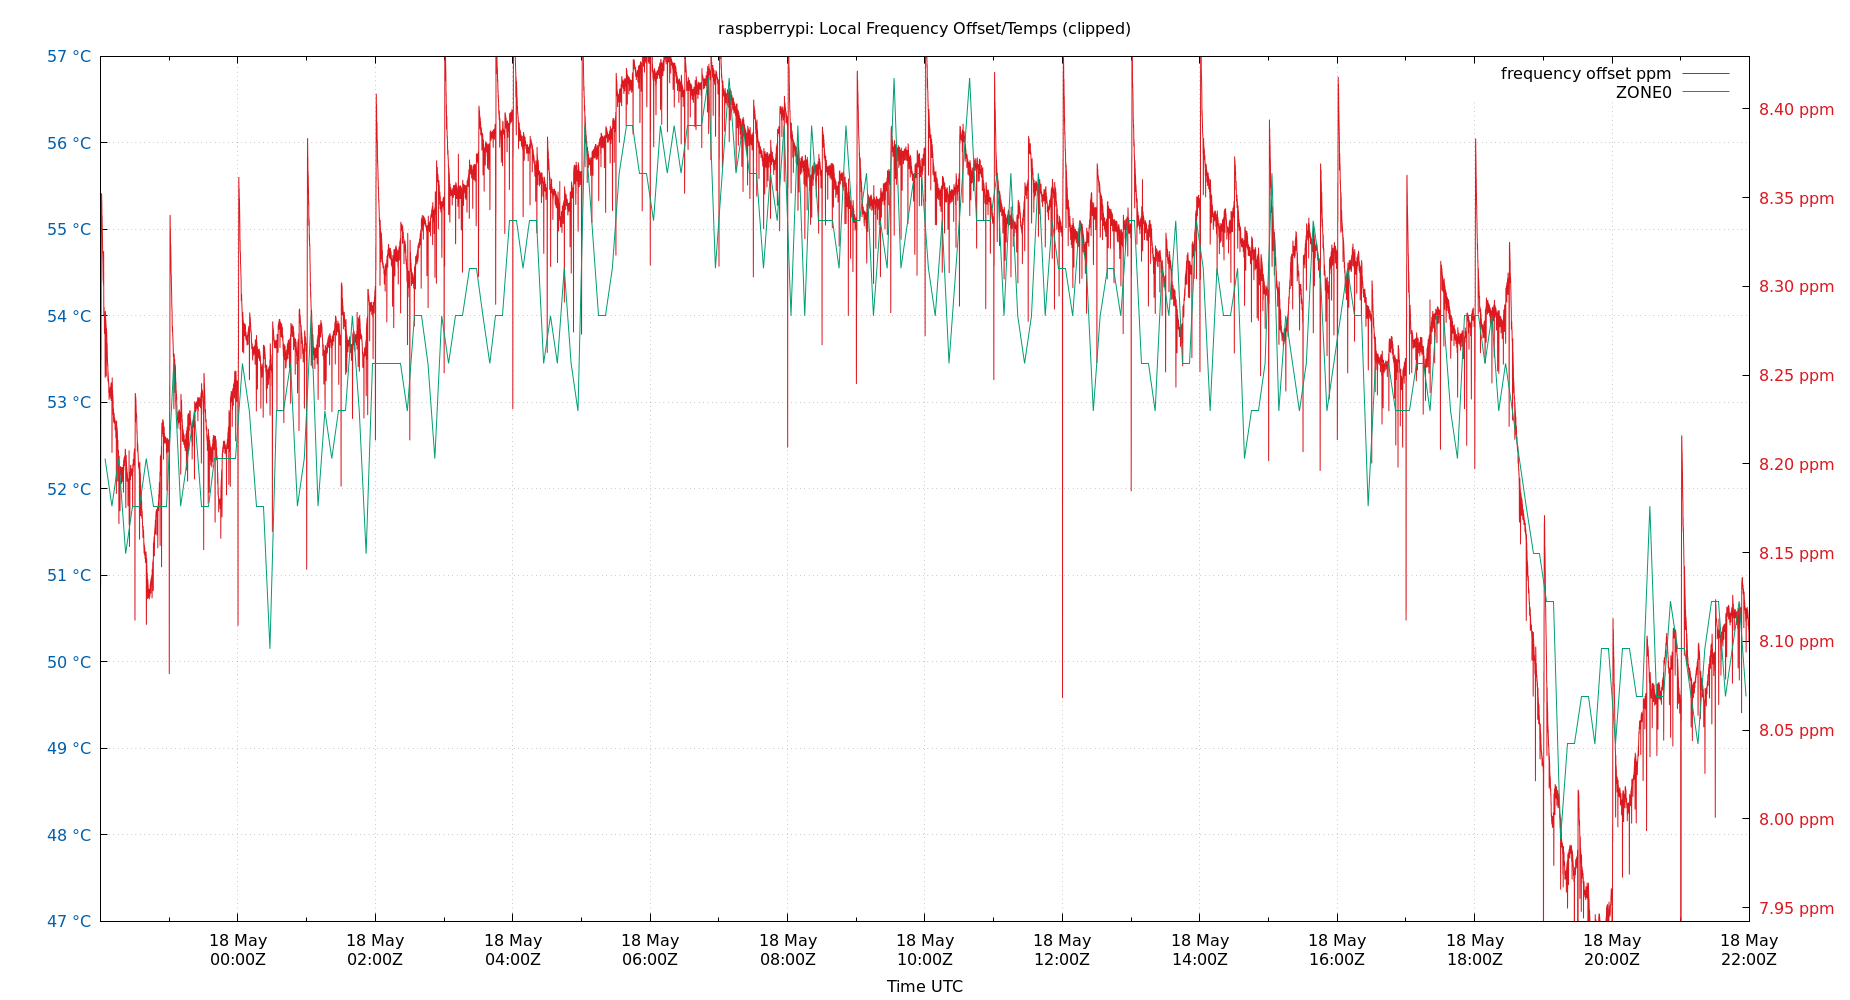 raspberrypi: Local Frequency Offset/Temps (clipped)
57 °C
56 °C
55 °C
54 °C
53 °C
52 °C
51 °C
50 °C
49 °C
48 °C
47 °C
frequency offset ppm
ZONE0
8.40 ppm
8.35 ppm
8.30 ppm
8.25 ppm
8.20 ppm
8.15 ppm
8.10 ppm
8.05 ppm
8.00 ppm
7.95 ppm
18 May 18 May 18 May 18 May 18 May 18 May 18 May 18 May 18 May 18 May 18 May 18 May
00:00Z 02:00Z 04:00Z 06:00Z 08:00Z 10:00Z 12:00Z 14:00Z 16:00Z 18:00Z 20:00Z 22:00Z
Time UTC